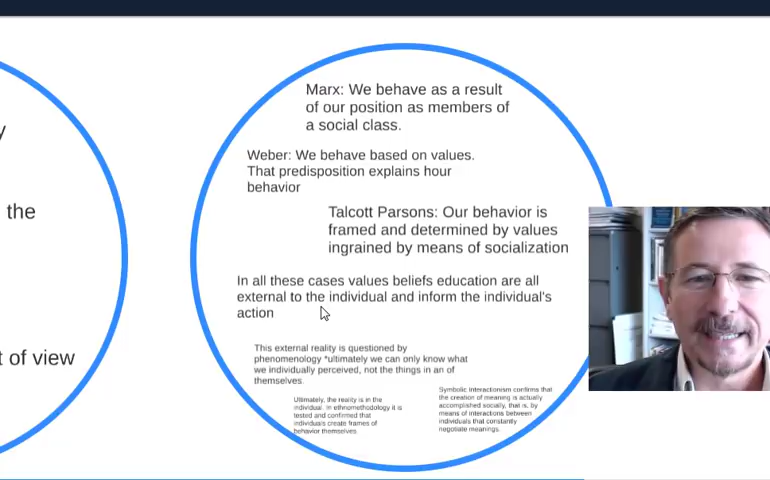 y
the
t of view
Marx: We behave as a result
of our position as members of
a social class.
Weber: We behave based on values.
That predisposition explains hour
behavior
Talcott Parsons: Our behavior is
framed and determined by values
ingrained by means of socialization
In all these cases values beliefs education are all
external to the individual and inform the individual's
action
This external reality is questioned by
phenomenology *ultimately we can only know what
we individually perceived, not the things in an of
themselves.
Ultimately, the reality is in the
individual. In ethnomethodology it is
tested and confirmed that
individuals create frames of
behavior themselves.
Symbolic Interactionism confirms that
the creation of meaning is actually
accomplished socially, that is, by
means of interactions between
individuals that constantly
negotiate meanings.